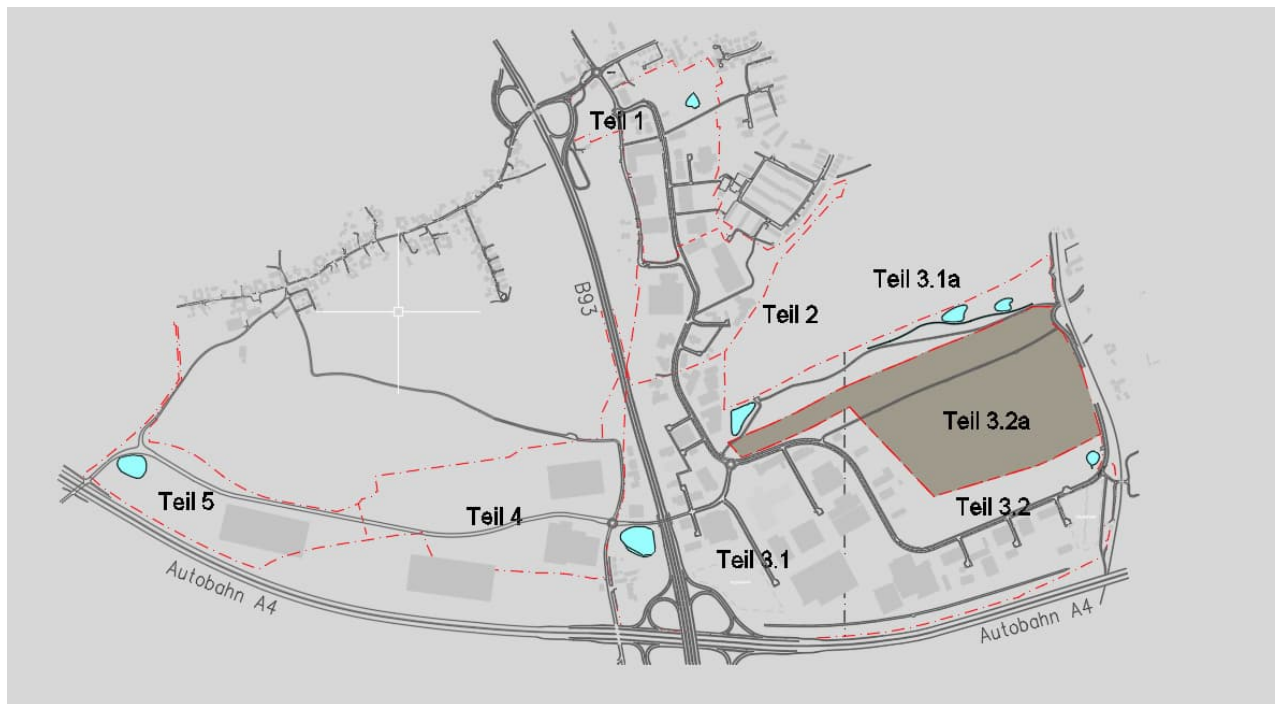 Teil 1
B93
Teil 3.1a
Teil 2
Teil 3.2a
Teil 5
Teil 4
Teil 3.2
Teil 3.1
Autobahn A4
Autobahn A4